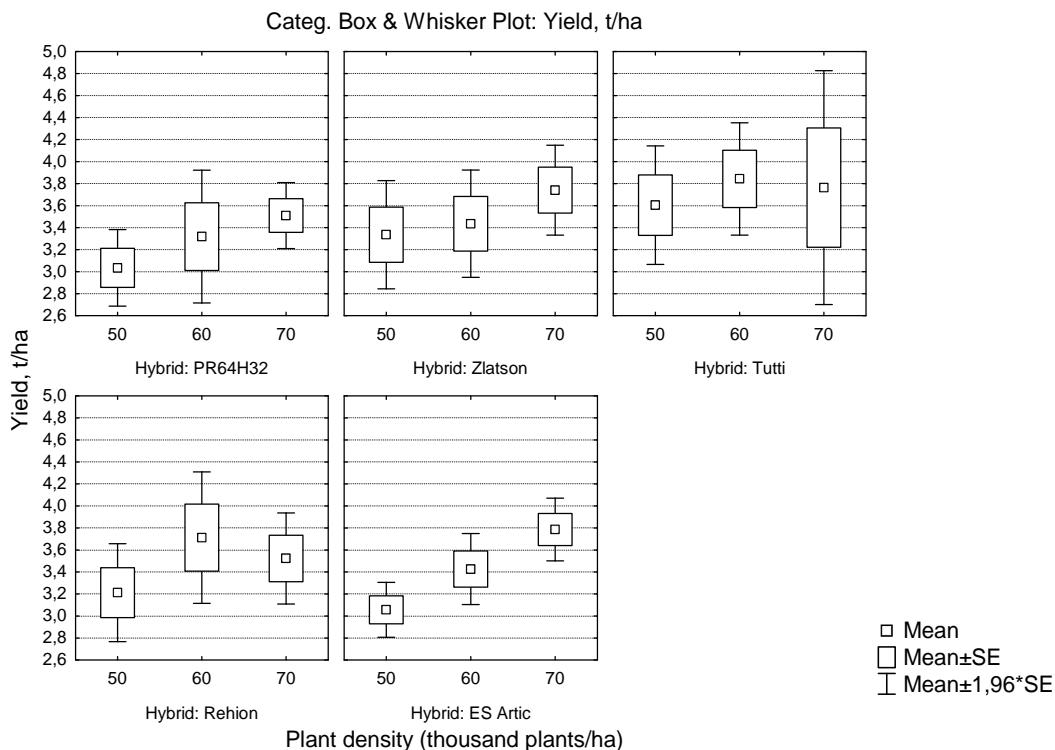 Categ. Box & Whisker Plot: Yield, t/ha
5,0
4,8
4,6
4,4
4,2
4,0
3,8
3,6
3,4
3,2
3,0
2,8
2,6
50 60 70
50 60 70
50 60 70
Hybrid: PR64H32
Hybrid: Zlatson
Hybrid: Tutti
Yield, t/ha
5,0
4,8
4,6
4,4
4,2
4,0
3,8
3,6
3,4
3,2
3,0
2,8
2,6
50 60 70
50 60 70
Hybrid: Rehion
Hybrid: ES Artic
Plant density (thousand plants/ha)
Mean
Mean±SE
Mean±1,96*SE